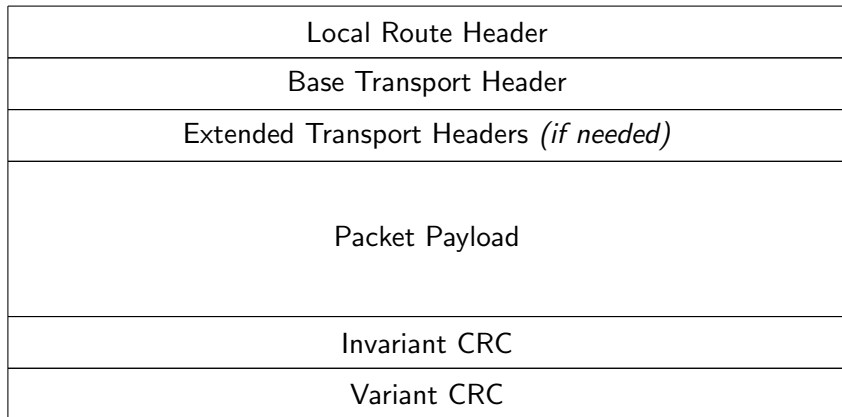 Local Route Header
Base Transport Header
Extended Transport Headers (if needed)
Packet Payload
Invariant CRC
Variant CRC